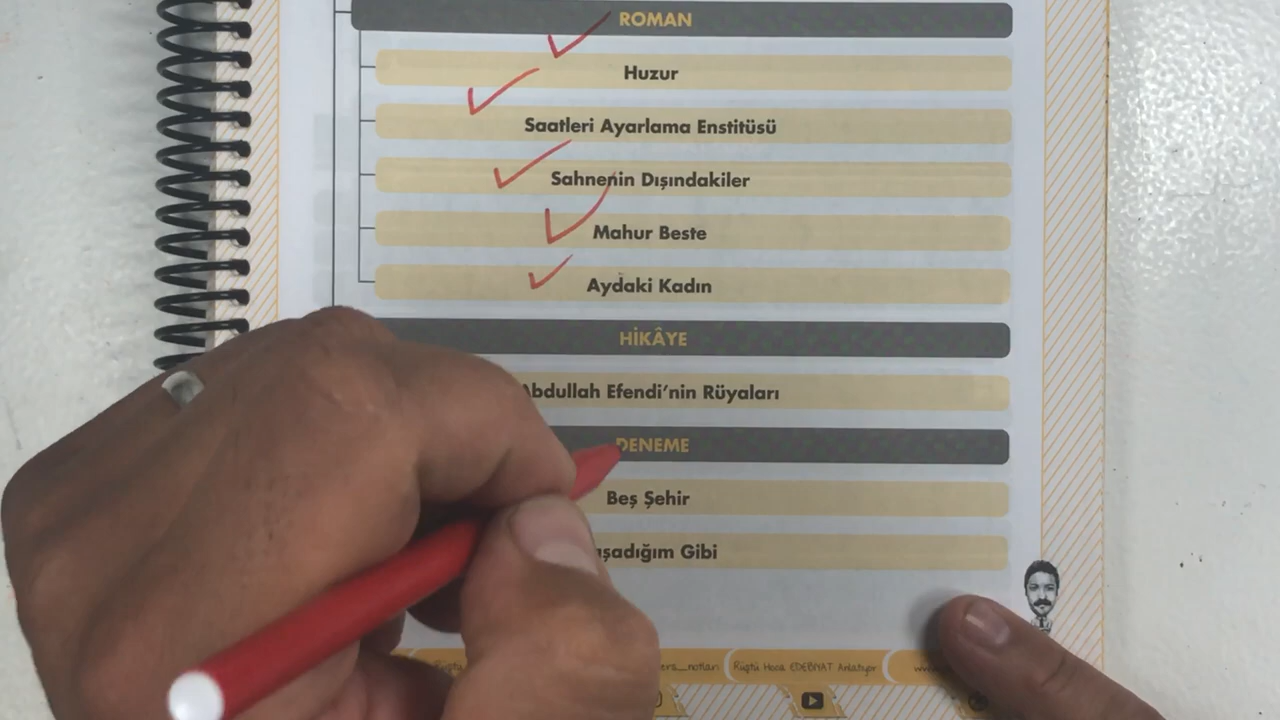 ROMAN
Huzur
Saatleri Ayarlama Enstitüsü
Sahnenin Dışındakiler
Mahur Beste
Aydaki Kadın
HİKÂYE
Abdullah Efendi'nin Rüyaları
DENEME
Beş Şehir
Gibi
Rüştü Hoca EDEBİYAT Anlatıyor